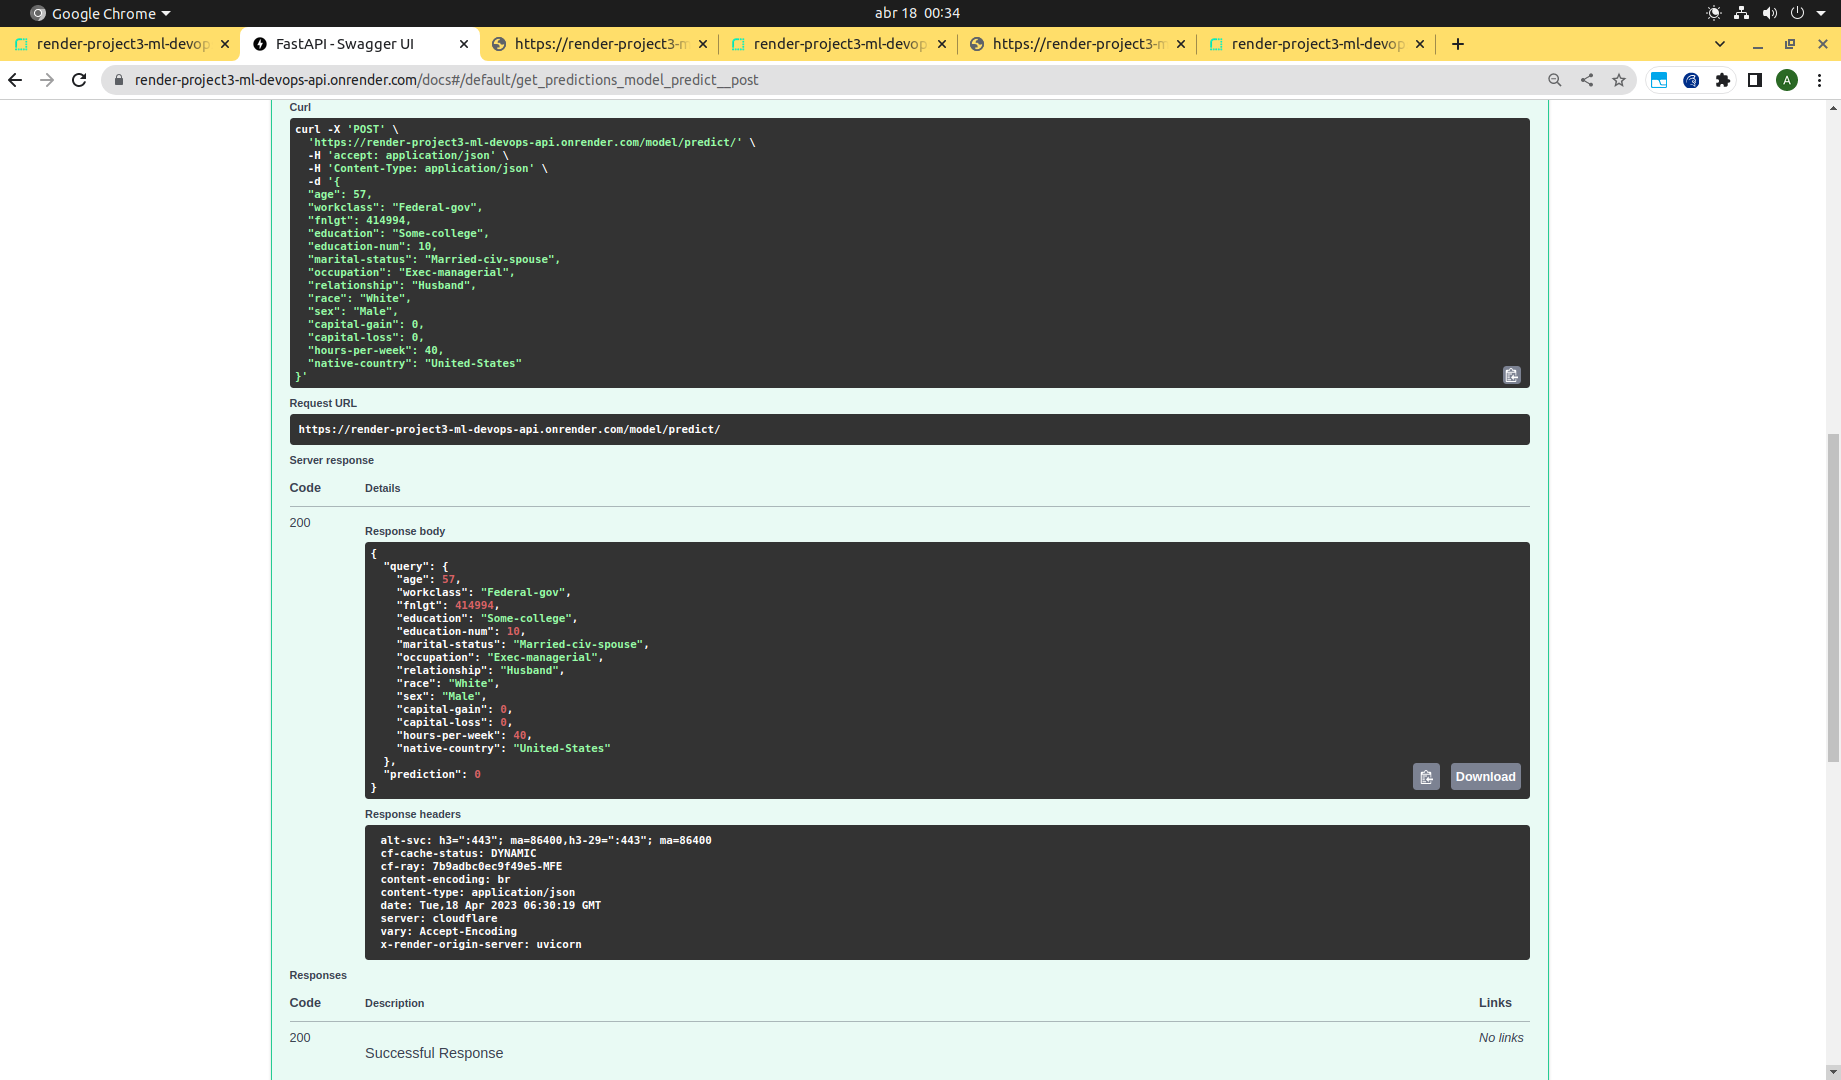 Google Chrome
abr 18 00:34
render-project3-ml-devop
FastAPI - Swagger UI
https://render-project3-m
render-project3-ml-devop
https://render-project3-m
render-project3-ml-devop
render-project3-ml-devops-api.onrender.com/docs#/default/get_predictions_model_predict__post
A
Curl
curl -X 'POST' \
'https://render-project3-ml-devops-api.onrender.com/model/predict/' \
-H 'accept: application/json' \
-H 'Content-Type: application/json' \
-d '{
"age": 57,
"workclass": "Federal-gov",
"fnlgt": 414994,
"education": "Some-college",
"education-num": 10,
"marital-status": "Married-civ-spouse",
"occupation": "Exec-managerial",
"relationship": "Husband",
"race": "White",
"sex": "Male",
"capital-gain": 0,
"capital-loss": 0,
"hours-per-week": 40,
"native-country": "United-States"
}'
Request URL
https://render-project3-ml-devops-api.onrender.com/model/predict/
Server response
Code Details
200
Response body
{
"query": {
"age": 57,
"workclass": "Federal-gov",
"fnlgt": 414994,
"education": "Some-college",
"education-num": 10,
"marital-status": "Married-civ-spouse",
"occupation": "Exec-managerial",
"relationship": "Husband",
"race": "White",
"sex": "Male",
"capital-gain": 0,
"capital-loss": 0,
"hours-per-week": 40,
"native-country": "United-States"
},
"prediction": 0
}
Download
Response headers
alt-svc: h3=":443"; ma=86400,h3-29=":443"; ma=86400
cf-cache-status: DYNAMIC
cf-ray: 7b9adbc0ec9f49e5-MFE
content-encoding: br
content-type: application/json
date: Tue,18 Apr 2023 06:30:19 GMT
server: cloudflare
vary: Accept-Encoding
x-render-origin-server: uvicorn
Responses
Code Description Links
200 No links
Successful Response